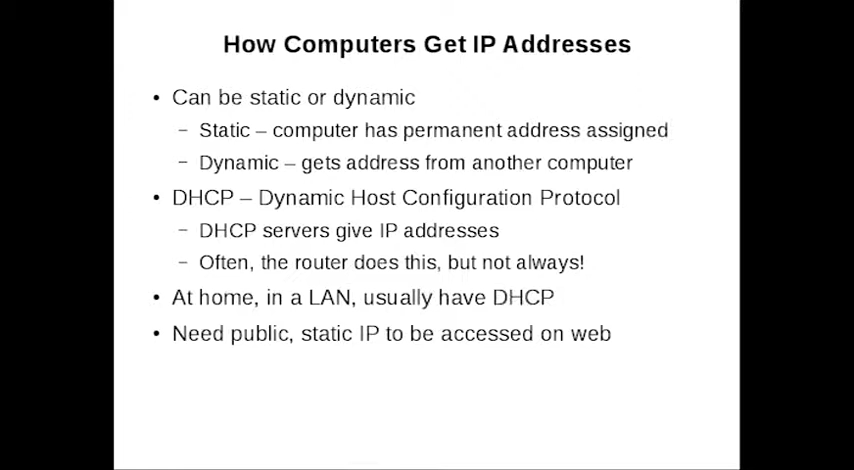 How Computers Get IP Addresses
• Can be static or dynamic
– Static – computer has permanent address assigned
– Dynamic – gets address from another computer
• DHCP – Dynamic Host Configuration Protocol
– DHCP servers give IP addresses
– Often, the router does this, but not always!
• At home, in a LAN, usually have DHCP
• Need public, static IP to be accessed on web